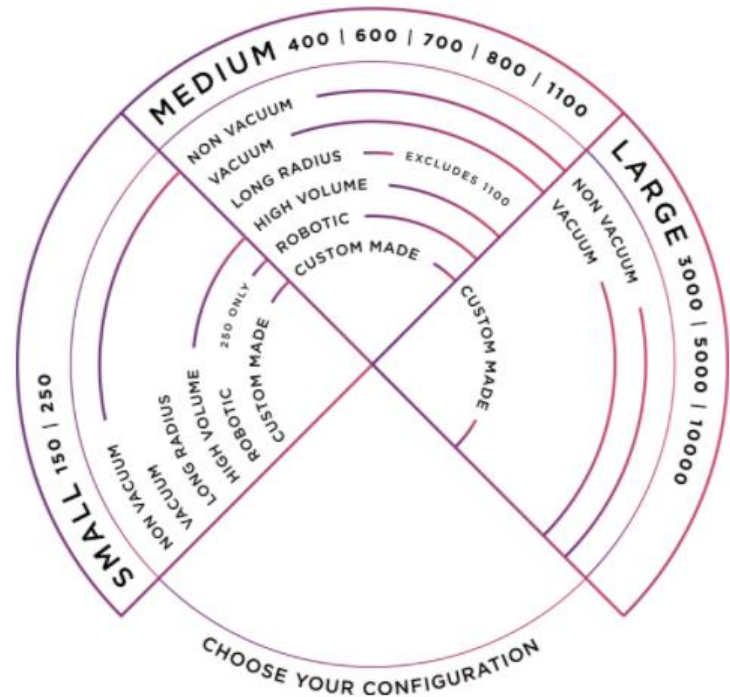 MEDIUM 400 | 600 | 700 | 800 | 1100
NON VACUUM
VACUUM
LONG RADIUS
EXCLUDES 1100
HIGH VOLUME
ROBOTIC
CUSTOM MADE
LARGE 3000 | 5000 | 10000
NON VACUUM
VACUUM
CUSTOM MADE
SMALL 150 | 250
NON VACUUM
VACUUM
LONG RADIUS
HIGH VOLUME
ROBOTIC
250 ONLY
CUSTOM MADE
CHOOSE YOUR CONFIGURATION